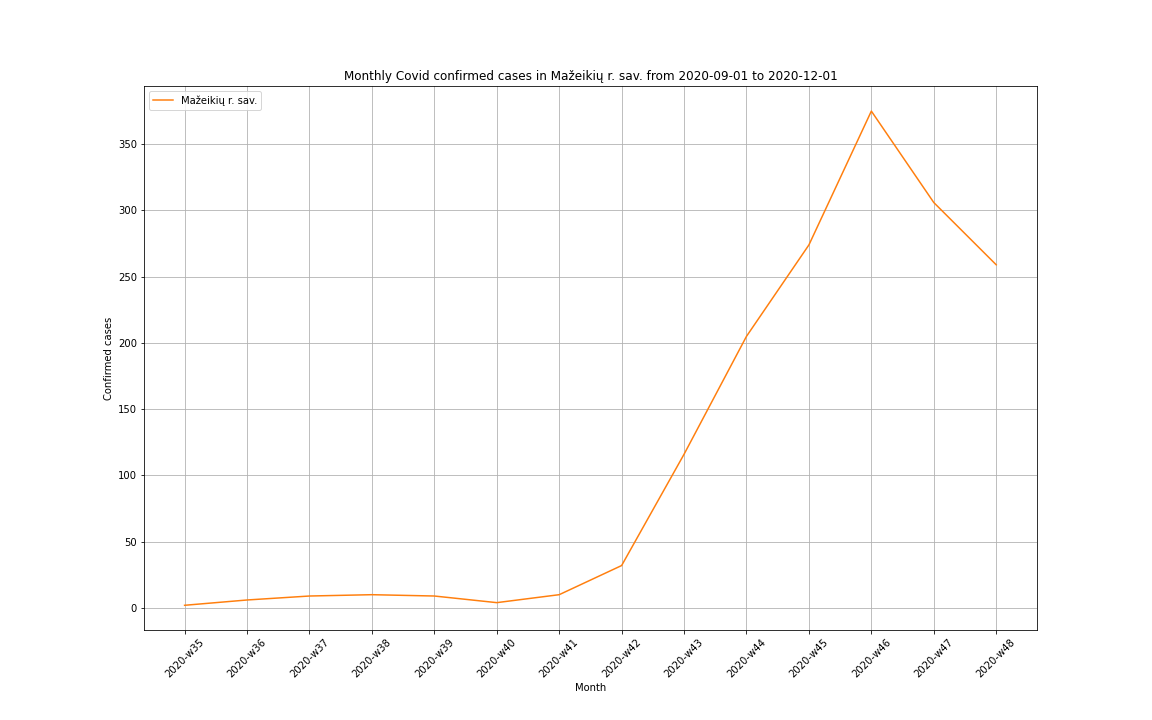 Monthly Covid confirmed cases in Mažeikių r. sav. from 2020-09-01 to 2020-12-01
Mažeikių r. sav.
350
300
250
200
150
100
50
0
Confirmed cases
2020-w35
2020-w36
2020-w37
2020-w38
2020-w39
2020-w40
2020-w41
2020-w42
2020-w43
2020-w44
2020-w45
2020-w46
2020-w47
2020-w48
Month